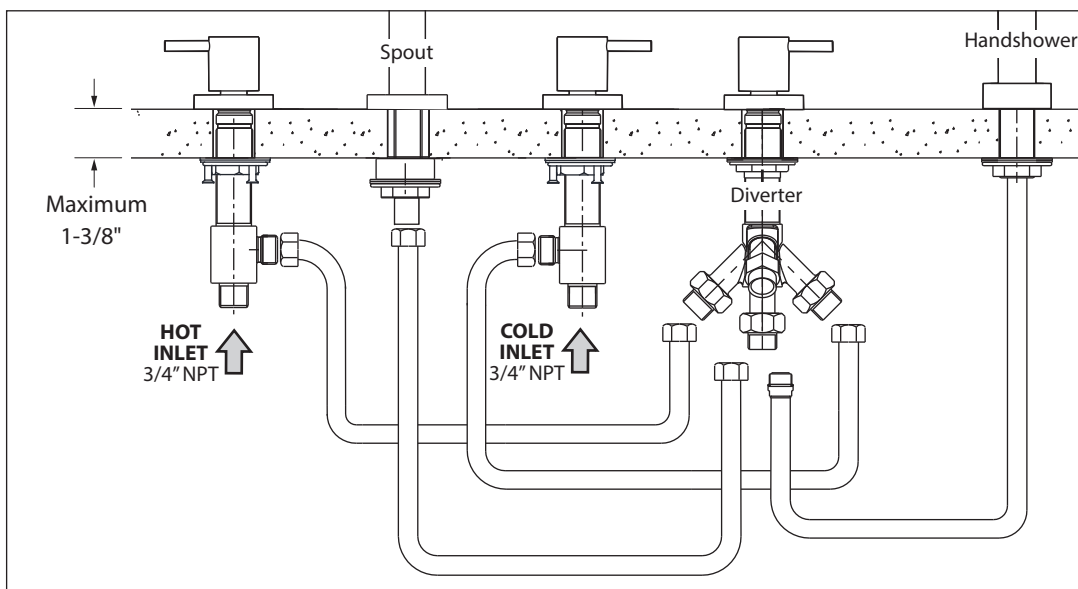 Spout
Handshower
Maximum
1-3/8"
Diverter
HOT
INLET
3/4” NPT
COLD
INLET
3/4” NPT